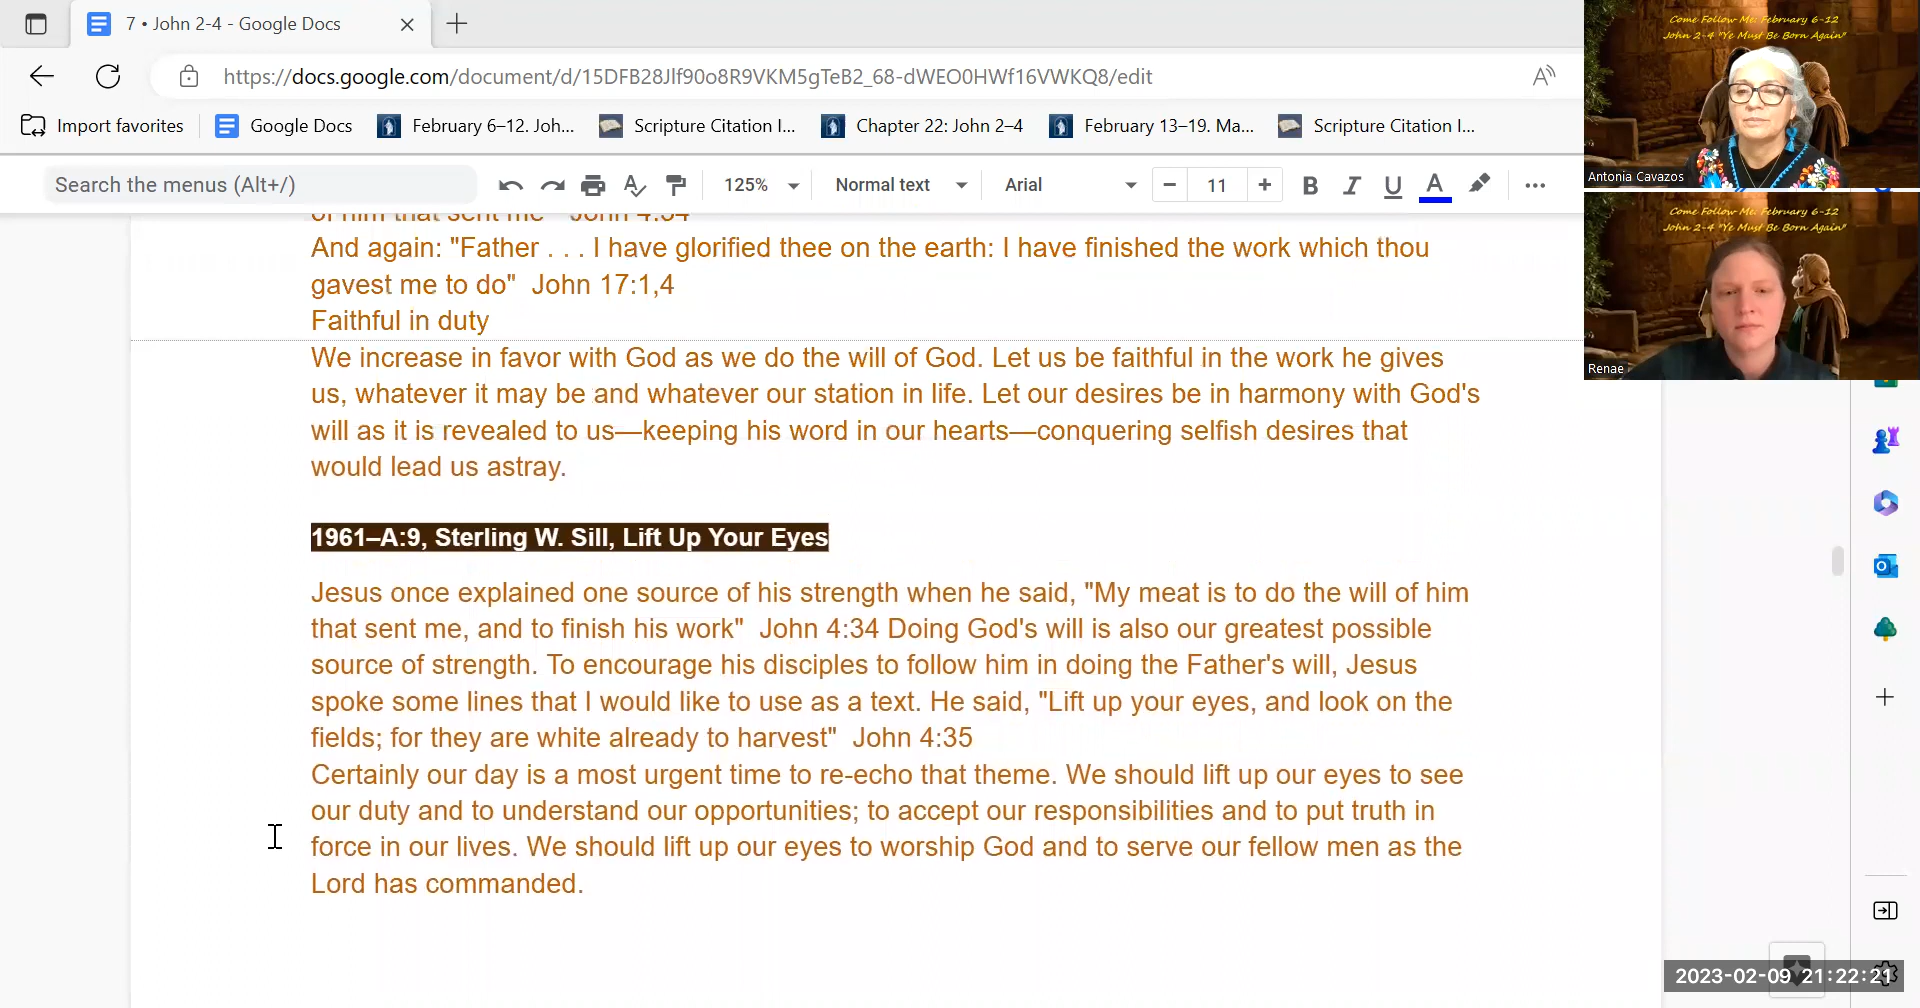 7 • John 2-4 - Google Docs
https://docs.google.com/document/d/15DFB28Jlf90o8R9VKM5gTeB2_68-dWEO0HWf16VWKQ8/edit
Import favorites
Google Docs
February 6–12. Joh...
Scripture Citation I...
Chapter 22: John 2–4
February 13–19. Ma...
Scripture Citation I...
Search the menus (Alt+/)
125%
Normal text
Arial
11
of him that sent me" John 4:34
And again: "Father . . . I have glorified thee on the earth: I have finished the work which thou
gavest me to do"  John 17:1,4
Faithful in duty
We increase in favor with God as we do the will of God. Let us be faithful in the work he gives
us, whatever it may be and whatever our station in life. Let our desires be in harmony with God's
will as it is revealed to us—keeping his word in our hearts—conquering selfish desires that
would lead us astray.
1961–A:9, Sterling W. Sill, Lift Up Your Eyes
Jesus once explained one source of his strength when he said, "My meat is to do the will of him
that sent me, and to finish his work"  John 4:34 Doing God's will is also our greatest possible
source of strength. To encourage his disciples to follow him in doing the Father's will, Jesus
spoke some lines that I would like to use as a text. He said, "Lift up your eyes, and look on the
fields; for they are white already to harvest"  John 4:35
Certainly our day is a most urgent time to re-echo that theme. We should lift up our eyes to see
our duty and to understand our opportunities; to accept our responsibilities and to put truth in
force in our lives. We should lift up our eyes to worship God and to serve our fellow men as the
Lord has commanded.
Come Follow Me: February 6-12
John 2-4 "Ye Must Be Born Again"
Antonia Cavazos
Come Follow Me: February 6-12
John 2-4 "Ye Must Be Born Again"
Renae
2023-02-09 21:22:21